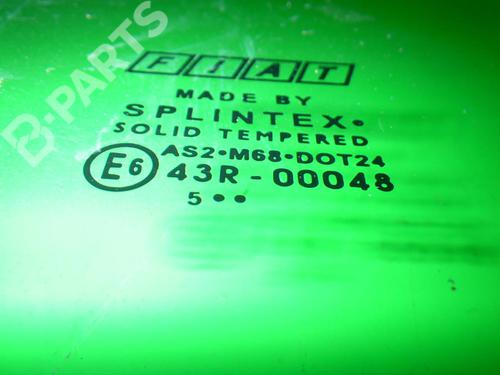 B-PARTS
FIAT
MADE BY
SPLINTEX•
SOLID TEMPERED
AS2•M68•DOT24
E6 43R-00048
5••